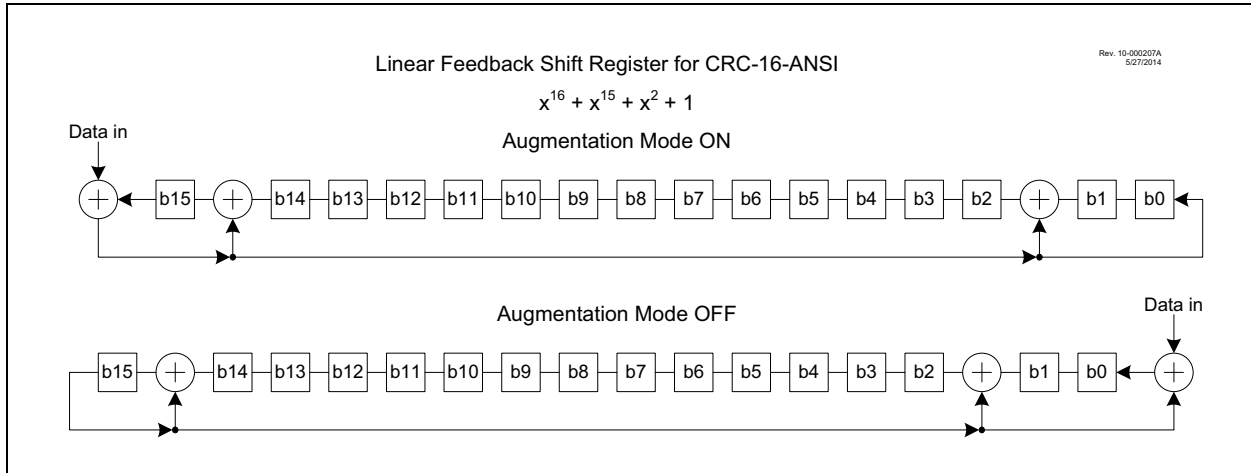 Rev. 10-000207A
5/27/2014
Linear Feedback Shift Register for CRC-16-ANSI
x¹⁶ + x¹⁵ + x² + 1
Augmentation Mode ON
Data in
+ b15 + b14 b13 b12 b11 b10 b9 b8 b7 b6 b5 b4 b3 b2 + b1 b0
Augmentation Mode OFF
Data in
b15 + b14 b13 b12 b11 b10 b9 b8 b7 b6 b5 b4 b3 b2 + b1 b0 +